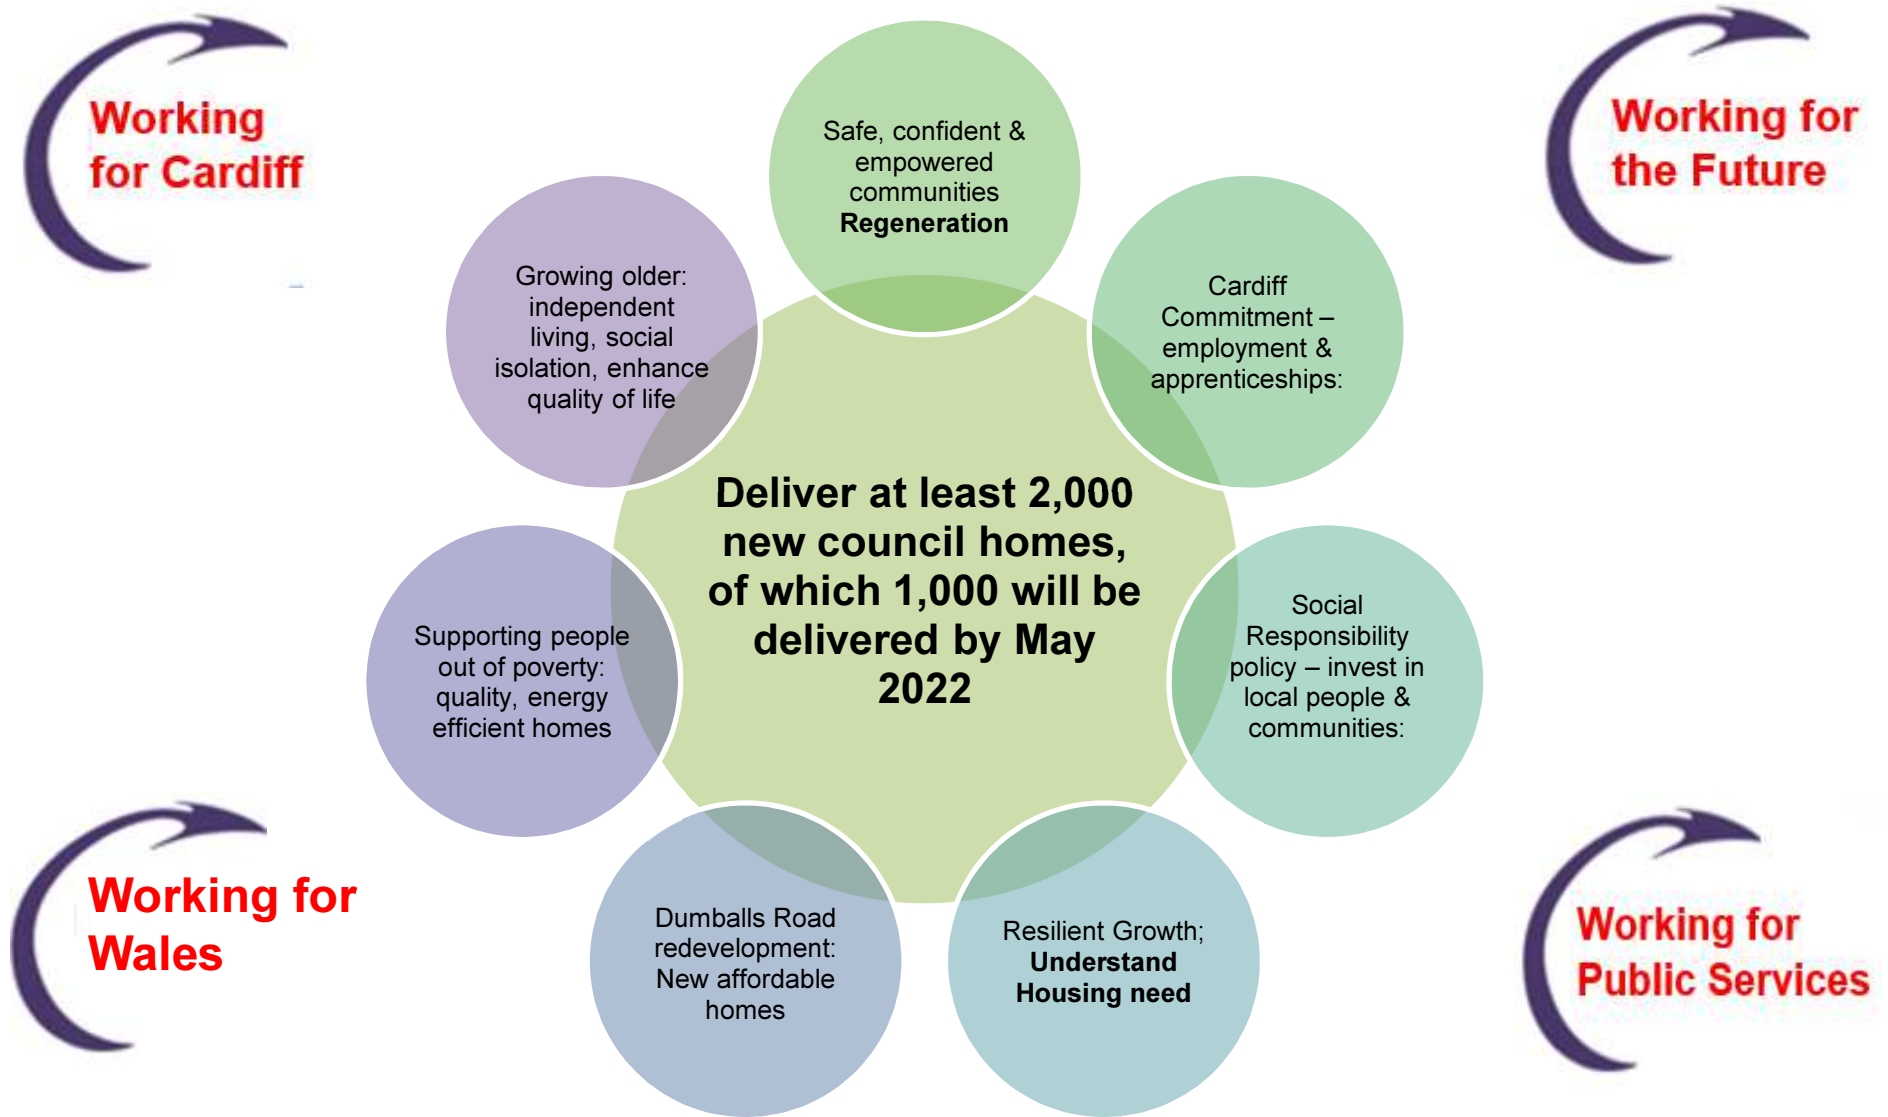 Working
for Cardiff
Working for
the Future
Safe, confident &
empowered
communities
Regeneration
Cardiff
Commitment –
employment &
apprenticeships:
Social
Responsibility
policy – invest in
local people &
communities:
Resilient Growth;
Understand
Housing need
Dumballs Road
redevelopment:
New affordable
homes
Supporting people
out of poverty:
quality, energy
efficient homes
Growing older:
independent
living, social
isolation, enhance
quality of life
Deliver at least 2,000
new council homes,
of which 1,000 will be
delivered by May
2022
Working for
Wales
Working for
Public Services